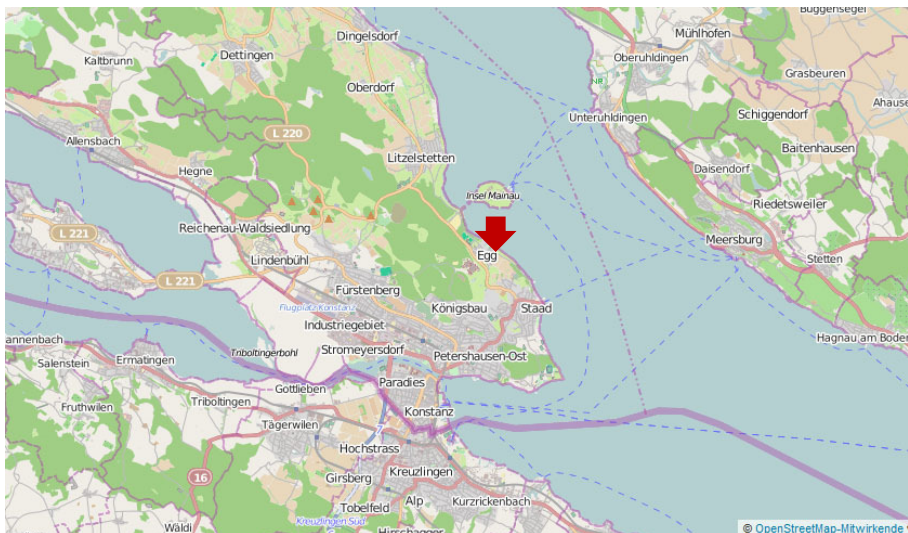 Buggensegel
Mühlhofen
Dingelsdorf
Kaltbrunn
Dettingen
Oberuhldingen
Grasbeuren
NR
Oberdorf
Ahause
L 220
Unteruhldingen
Schiggendorf
Allensbach
Baitenhausen
Litzelstetten
Hegne
Daisendorf
Insel Mainau
Riedetsweiler
L 221
Reichenau-Waldsiedlung
Meersburg
Lindenbühl
Egg
Stetten
L 221
Fürstenberg
Flugplatz-Konstanz
Königsbau
Staad
Industriegebiet
annenbach
Hagnau am Boden
Triboltingerbohl
Stromeyersdorf
Ermatingen
Petershausen-Ost
Salenstein
Gottlieben
Paradies
Triboltingen
Fruthwilen
Konstanz
Tägerwilen
7
Hochstrass
16
Girsberg
Kreuzlingen
Alp
Kurzrickenbach
Tobelfeld
Kreuzlingen Süd
Wäldi
Hirschagger
© OpenStreetMap-Mitwirkende